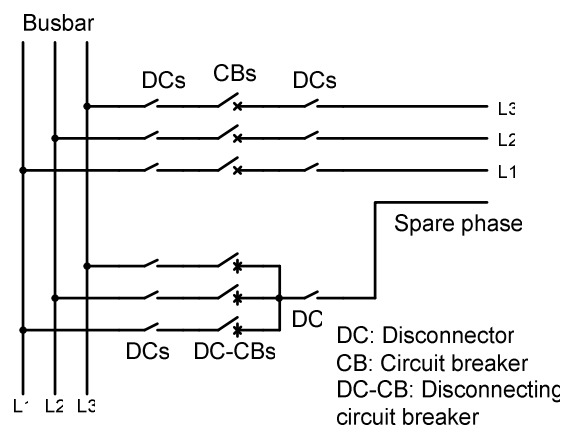 Busbar
DCs CBs DCs
L3
L2
L1
Spare phase
DC
DCs DC-CBs
DC: Disconnector
CB: Circuit breaker
DC-CB: Disconnecting
circuit breaker
L1 L2 L3